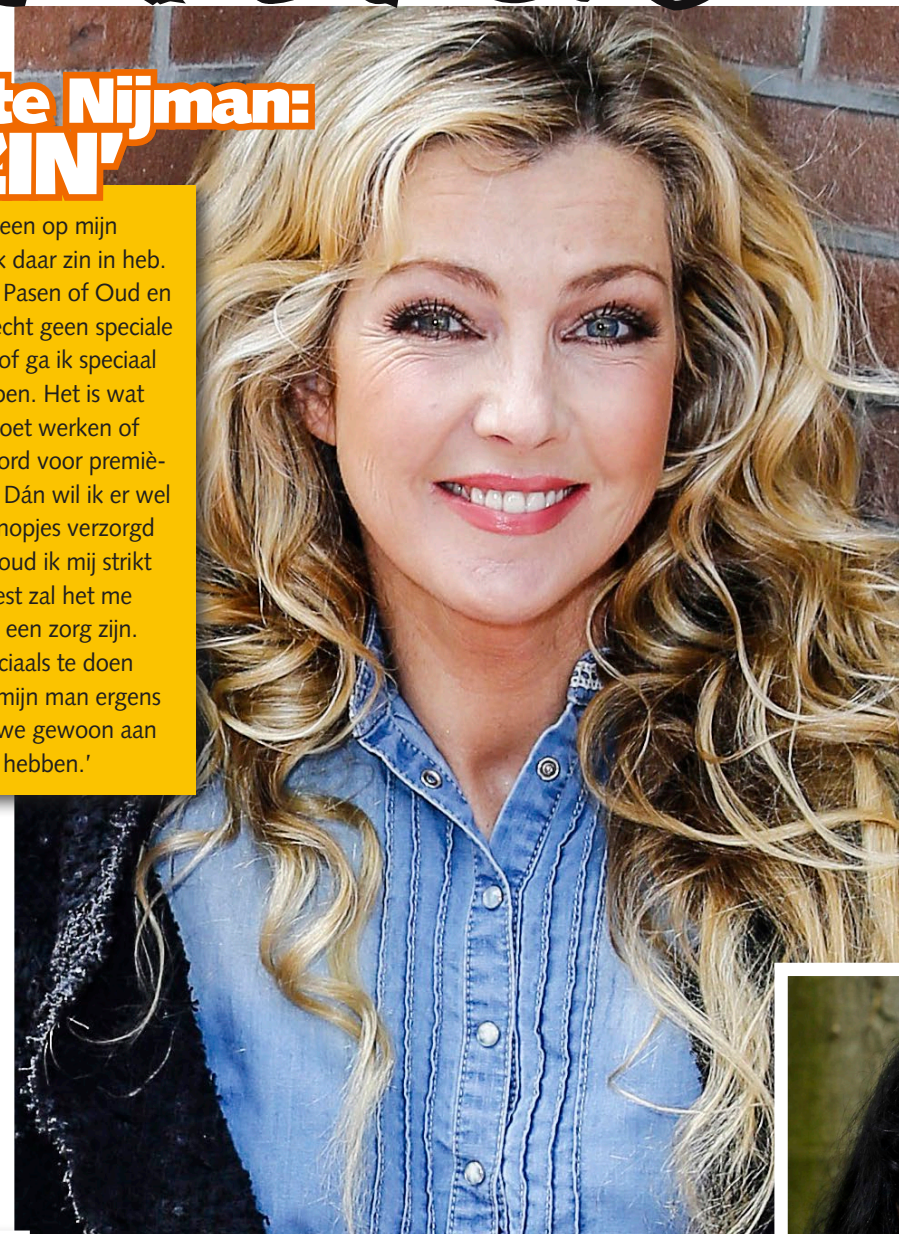 te Nijman:
ZIN'
een op mijn
k daar zin in heb.
Pasen of Oud en
echt geen speciale
of ga ik speciaal
pen. Het is wat
oet werken of
ord voor premiè-
Dán wil ik er wel
nopjes verzorgd
oud ik mij strikt
est zal het me
een zorg zijn.
ciaals te doen
mijn man ergens
we gewoon aan
hebben.'